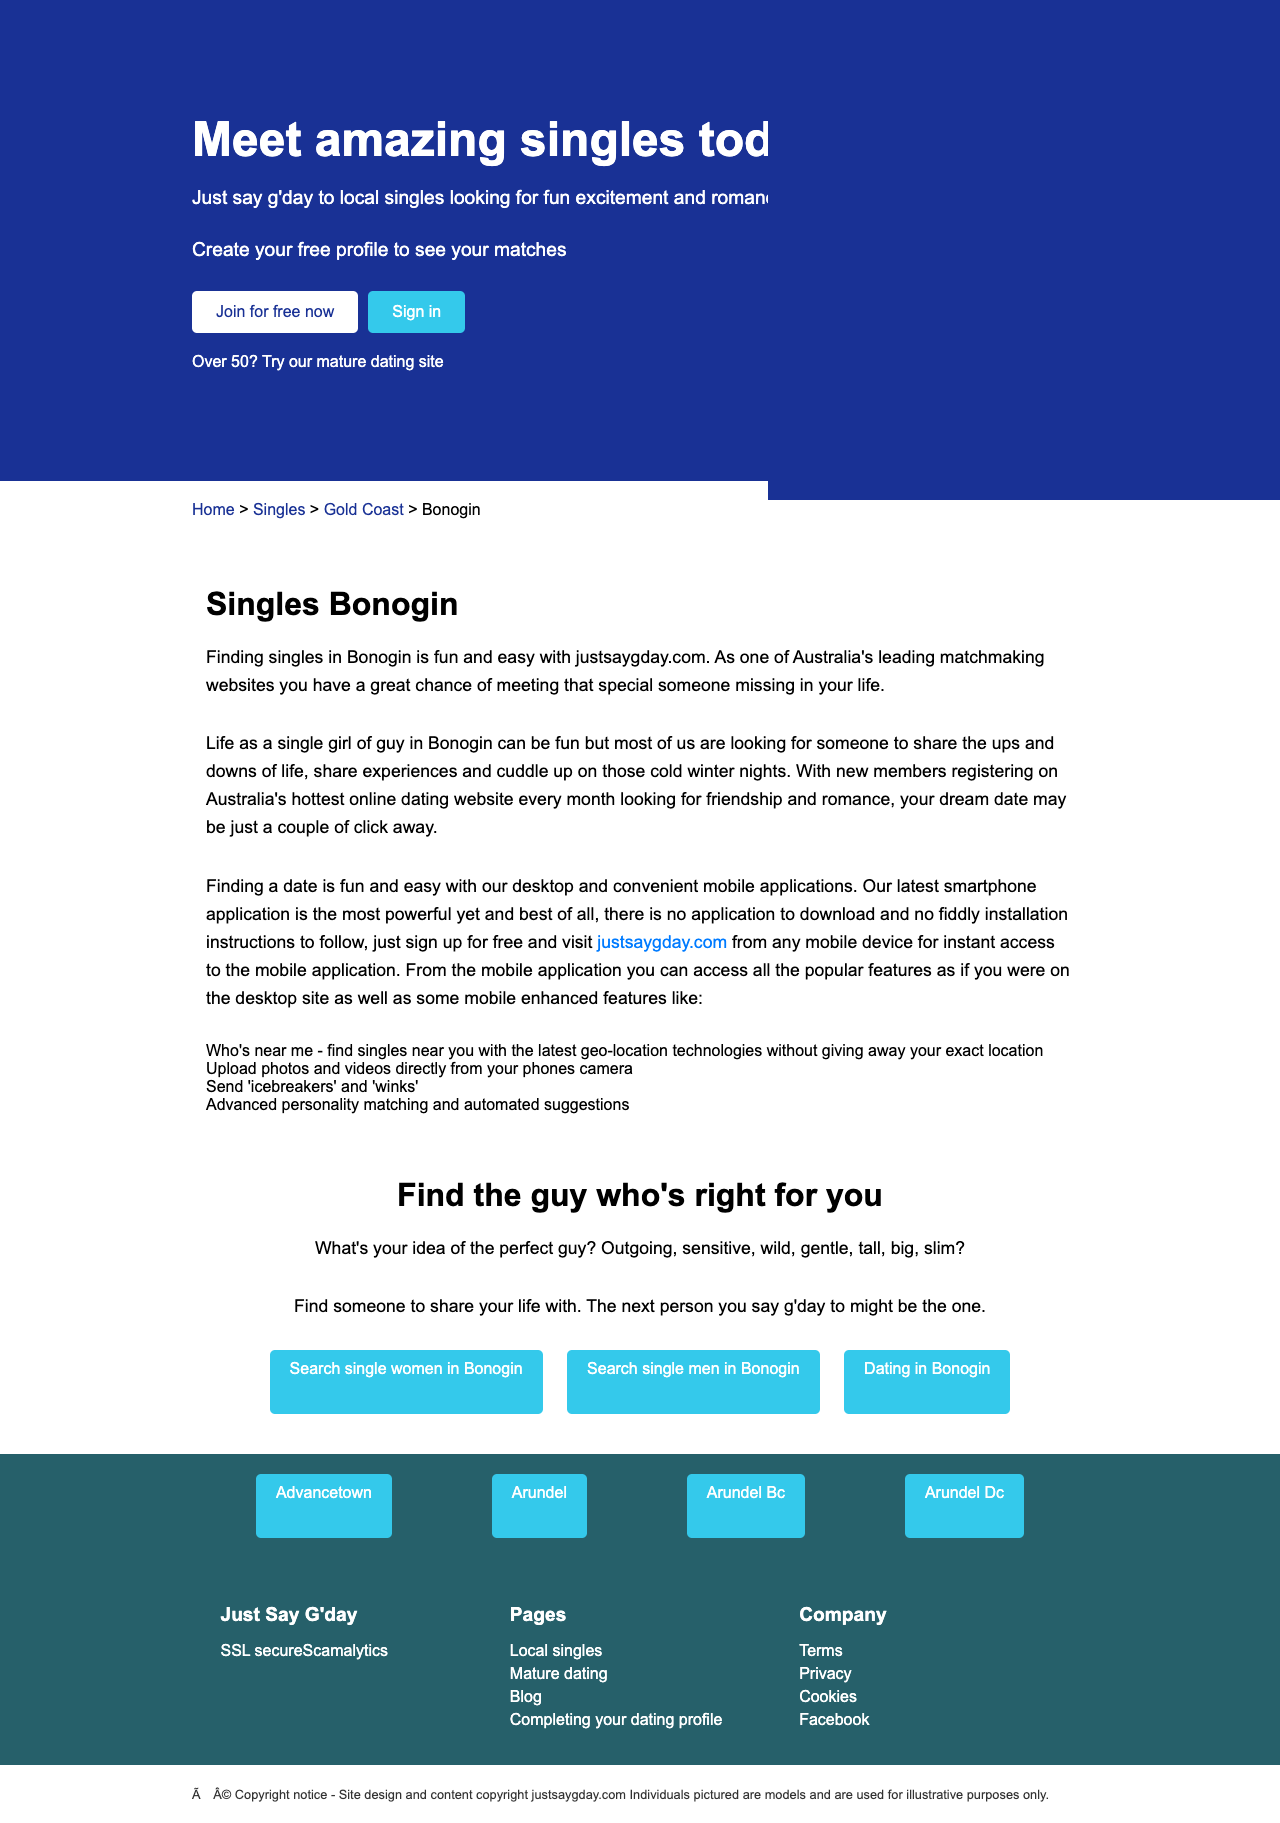 Meet amazing singles tod
Just say g'day to local singles looking for fun excitement and roman
Create your free profile to see your matches
Join for free now Sign in
Over 50? Try our mature dating site
Home > Singles > Gold Coast > Bonogin
Singles Bonogin
Finding singles in Bonogin is fun and easy with justsaygday.com. As one of Australia's leading matchmaking
websites you have a great chance of meeting that special someone missing in your life.
Life as a single girl of guy in Bonogin can be fun but most of us are looking for someone to share the ups and
downs of life, share experiences and cuddle up on those cold winter nights. With new members registering on
Australia's hottest online dating website every month looking for friendship and romance, your dream date may
be just a couple of click away.
Finding a date is fun and easy with our desktop and convenient mobile applications. Our latest smartphone
application is the most powerful yet and best of all, there is no application to download and no fiddly installation
instructions to follow, just sign up for free and visit justsaygday.com from any mobile device for instant access
to the mobile application. From the mobile application you can access all the popular features as if you were on
the desktop site as well as some mobile enhanced features like:
Who's near me - find singles near you with the latest geo-location technologies without giving away your exact location
Upload photos and videos directly from your phones camera
Send 'icebreakers' and 'winks'
Advanced personality matching and automated suggestions
Find the guy who's right for you
What's your idea of the perfect guy? Outgoing, sensitive, wild, gentle, tall, big, slim?
Find someone to share your life with. The next person you say g'day to might be the one.
Search single women in Bonogin Search single men in Bonogin Dating in Bonogin
Advancetown Arundel Arundel Bc Arundel Dc
Just Say G'day
SSL secureScamalytics
Pages
Local singles
Mature dating
Blog
Completing your dating profile
Company
Terms
Privacy
Cookies
Facebook
Ã Â© Copyright notice - Site design and content copyright justsaygday.com Individuals pictured are models and are used for illustrative purposes only.